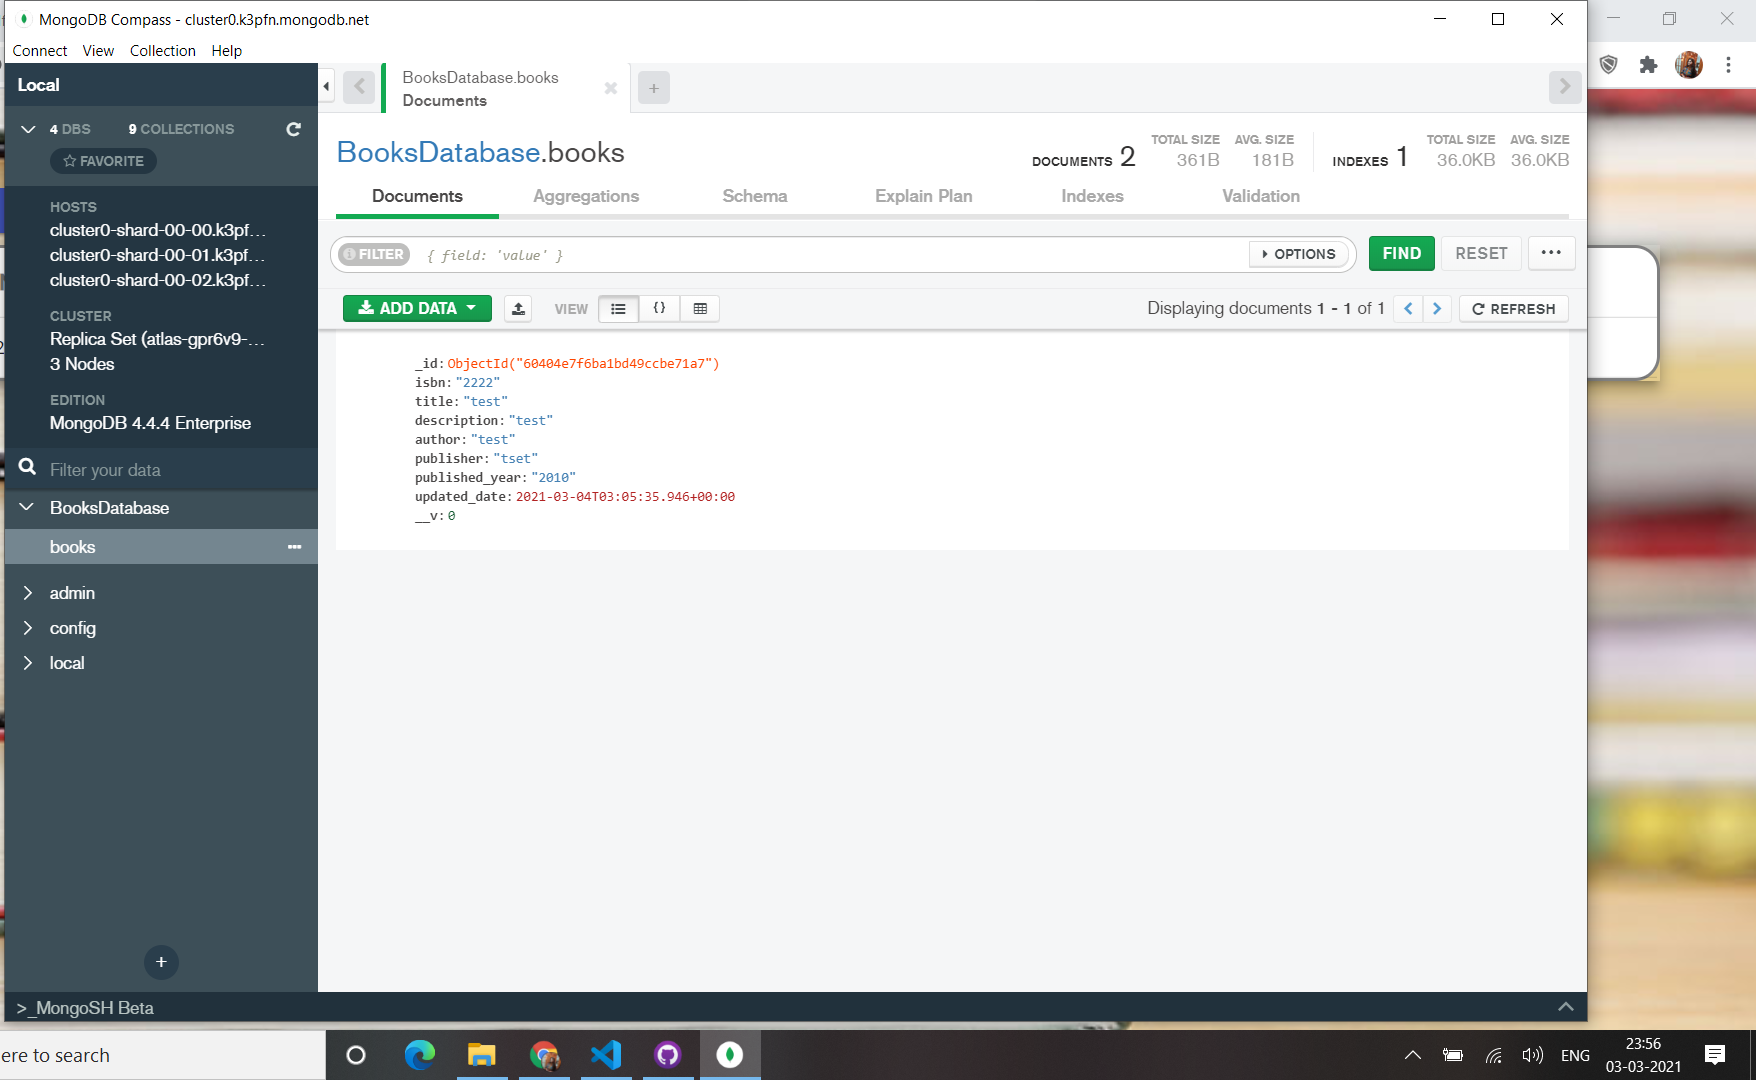 MongoDB Compass - cluster0.k3pfn.mongodb.net
Connect View Collection Help
Local
4 DBS 9 COLLECTIONS
FAVORITE
HOSTS
cluster0-shard-00-00.k3pf...
cluster0-shard-00-01.k3pf...
cluster0-shard-00-02.k3pf...
CLUSTER
Replica Set (atlas-gpr6v9-...
3 Nodes
EDITION
MongoDB 4.4.4 Enterprise
Filter your data
BooksDatabase
books
admin
config
local
BooksDatabase.books
Documents
BooksDatabase.books
DOCUMENTS 2 TOTAL SIZE 361B AVG. SIZE 181B INDEXES 1 TOTAL SIZE 36.0KB AVG. SIZE 36.0KB
Documents Aggregations Schema Explain Plan Indexes Validation
FILTER { field: 'value' } OPTIONS FIND RESET ...
ADD DATA VIEW {} Displaying documents 1 - 1 of 1 REFRESH
_id: ObjectId("60404e7f6ba1bd49ccbe71a7")
isbn: "2222"
title: "test"
description: "test"
author: "test"
publisher: "tset"
published_year: "2010"
updated_date: 2021-03-04T03:05:35.946+00:00
__v: 0
>_MongoSH Beta
ere to search
ENG
23:56
03-03-2021